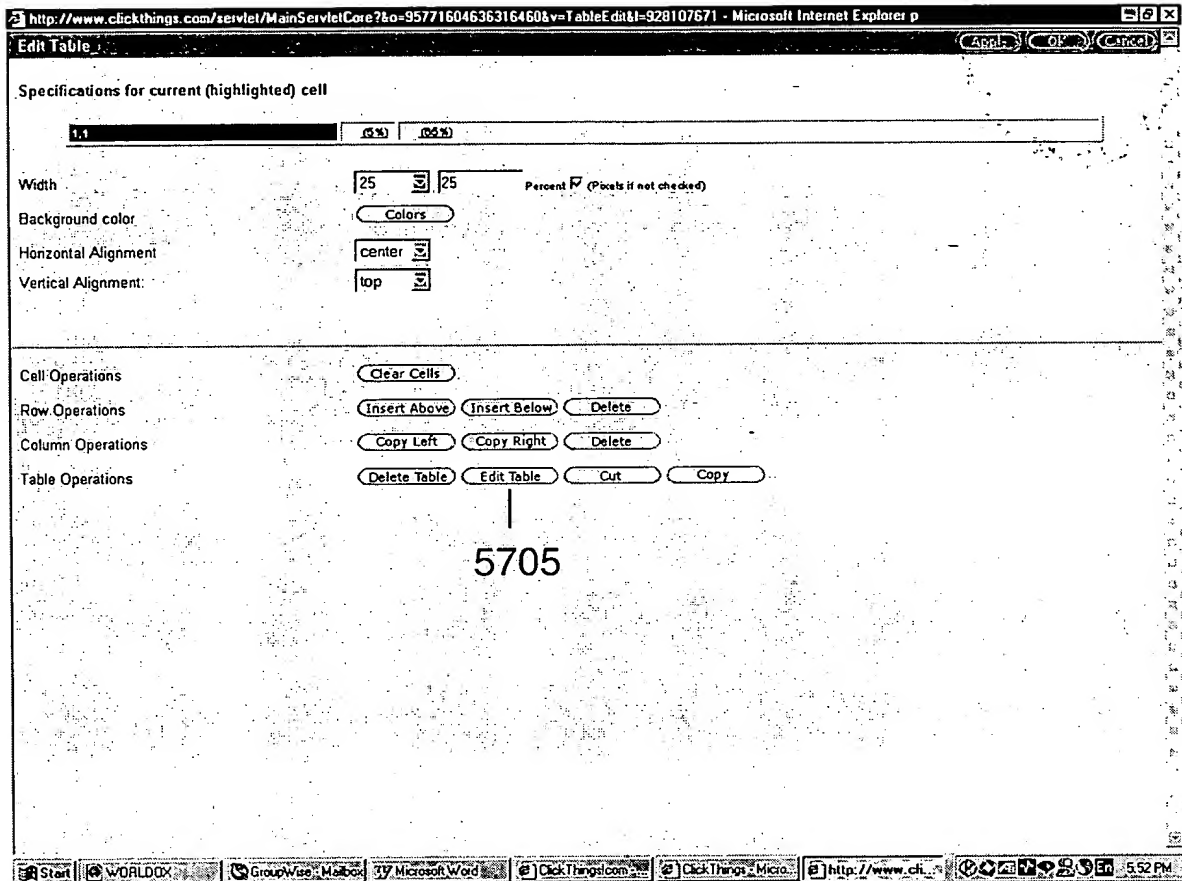 http://www.clickthings.com/servlet/MainServletCore?&o=95771604636316460&v=TableEdit&l=928107671 - Microsoft Internet Explorer p
Edit Table Apply OK Cancel
Specifications for current (highlighted) cell
1,1 (5%)
Width 25 25 Percent (Pixels if not checked)
Background color Colors
Horizontal Alignment center
Vertical Alignment: top
Cell Operations Clear Cells
Row Operations Insert Above Insert Below Delete
Column Operations Copy Left Copy Right Delete
Table Operations Delete Table Edit Table Cut Copy
5705
Start WORLDOX GroupWise - Mailbox Microsoft Word ClickThings!com ClickThings - Micro... http://www.cli... En 5:52 PM